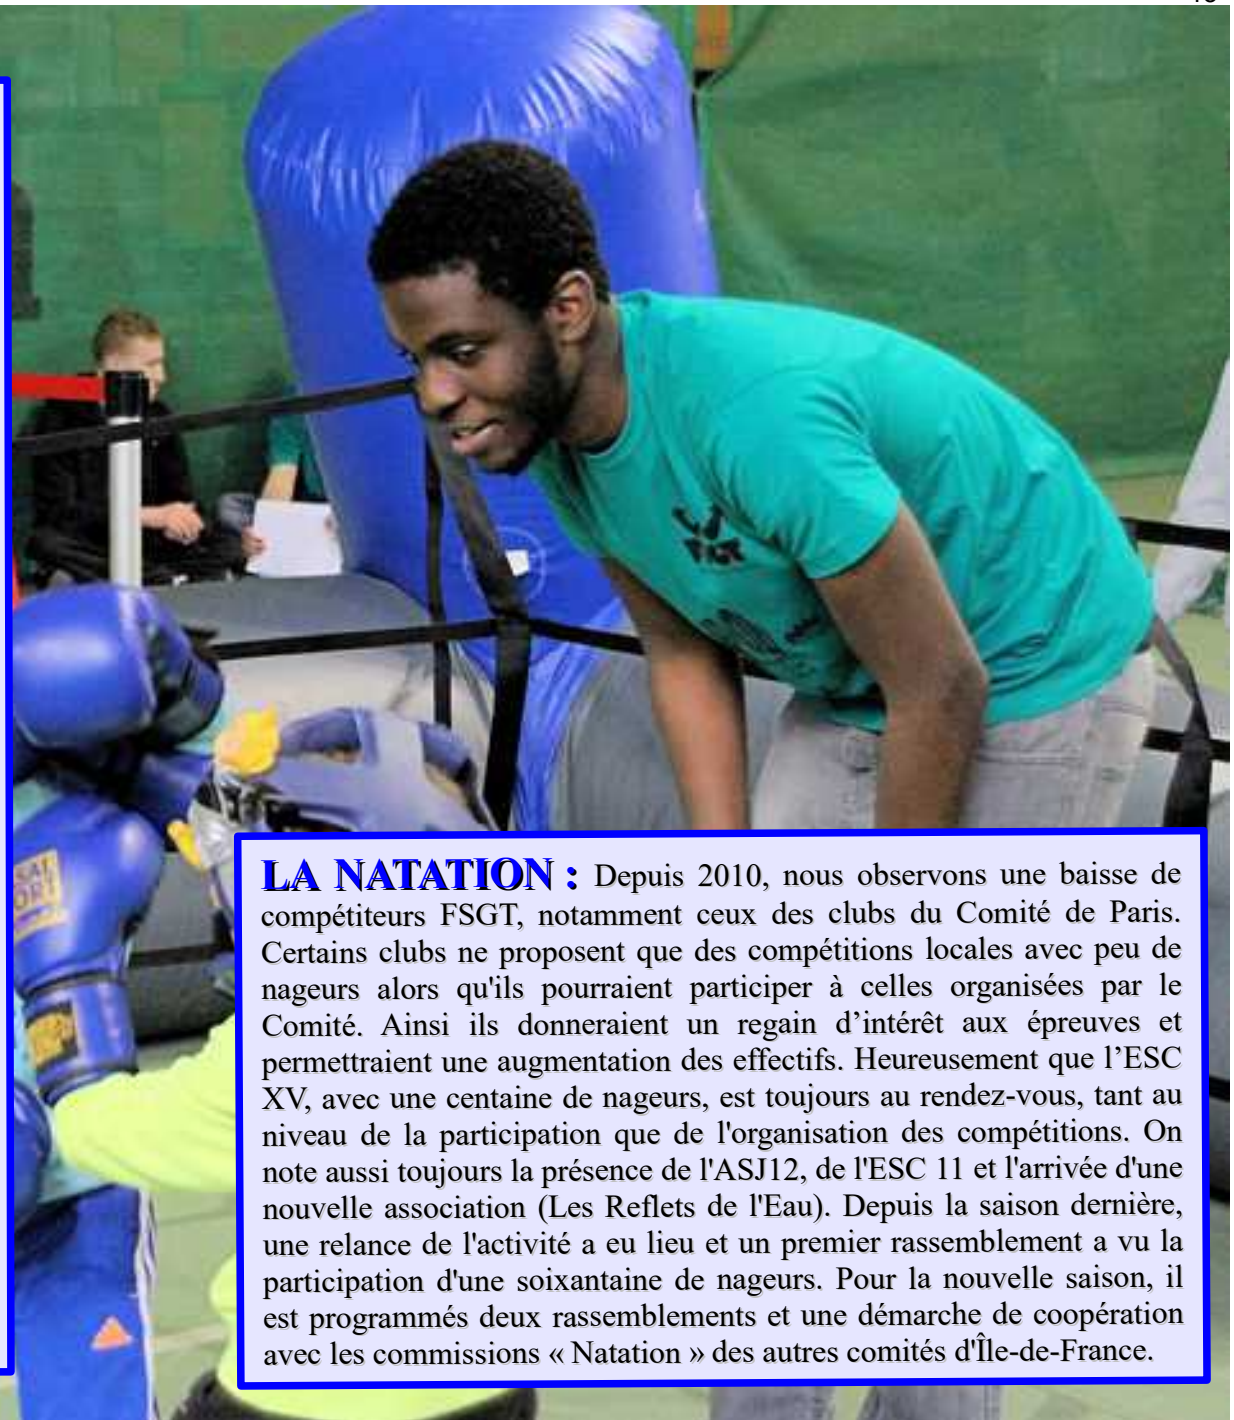 LA NATATION : Depuis 2010, nous observons une baisse de
compétiteurs FSGT, notamment ceux des clubs du Comité de Paris.
Certains clubs ne proposent que des compétitions locales avec peu de
nageurs alors qu'ils pourraient participer à celles organisées par le
Comité. Ainsi ils donneraient un regain d’intérêt aux épreuves et
permettraient une augmentation des effectifs. Heureusement que l’ESC
XV, avec une centaine de nageurs, est toujours au rendez-vous, tant au
niveau de la participation que de l'organisation des compétitions. On
note aussi toujours la présence de l'ASJ12, de l'ESC 11 et l'arrivée d'une
nouvelle association (Les Reflets de l'Eau). Depuis la saison dernière,
une relance de l'activité a eu lieu et un premier rassemblement a vu la
participation d'une soixantaine de nageurs. Pour la nouvelle saison, il
est programmés deux rassemblements et une démarche de coopération
avec les commissions « Natation » des autres comités d'Île-de-France.